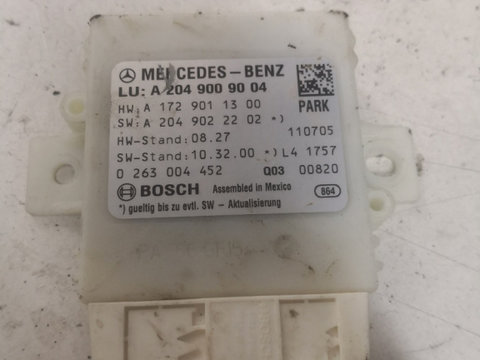 MERCEDES-BENZ
LU: A 204 900 90 04
HW: A 172 901 13 00 PARK
SW: A 204 902 22 02 *)
HW-Stand: 08.27 110705
SW-Stand: 10.32.00 *) L4 1757
0 263 004 452 Q03 00820
BOSCH Assembled in Mexico 864
*) gueltig bis zu evtl. SW - Aktualisierung